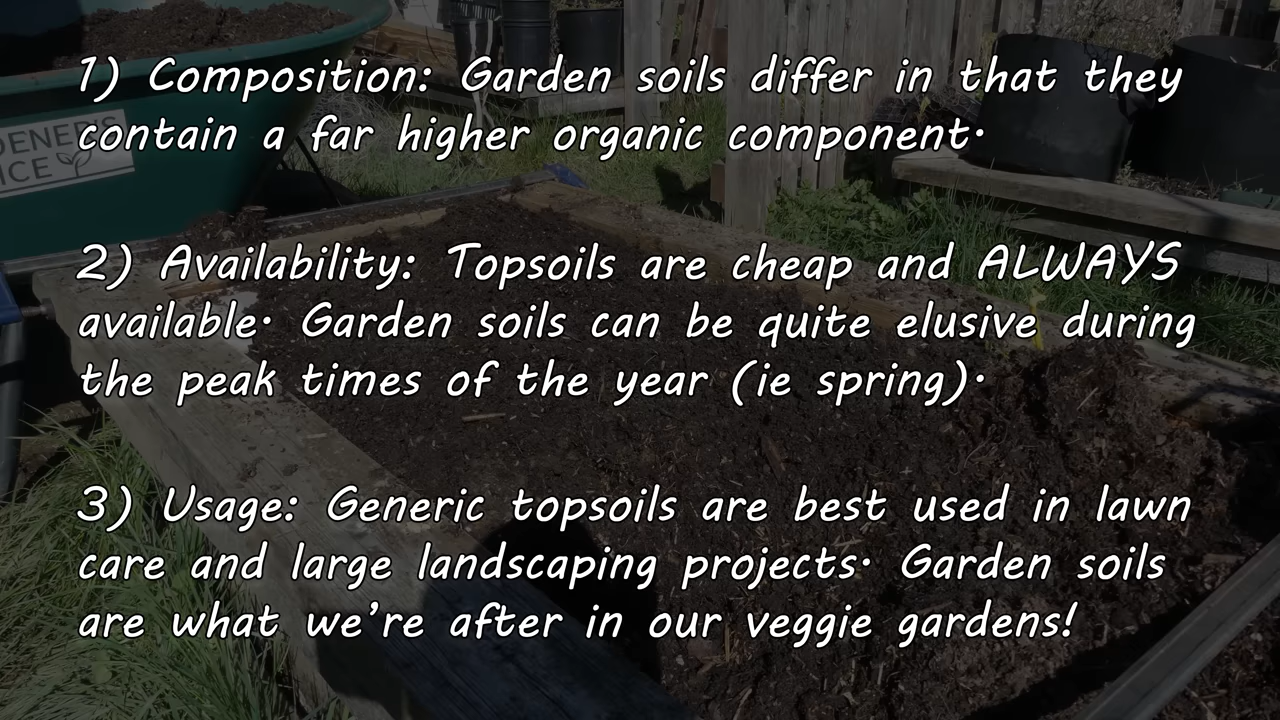 1) Composition: Garden soils differ in that they
contain a far higher organic component.
2) Availability: Topsoils are cheap and ALWAYS
available. Garden soils can be quite elusive during
the peak times of the year (ie spring).
3) Usage: Generic topsoils are best used in lawn
care and large landscaping projects. Garden soils
are what we're after in our veggie gardens!